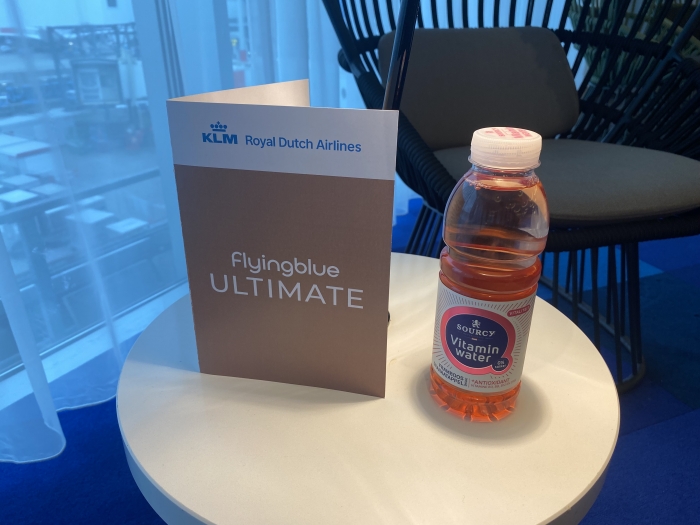 KLM Royal Dutch Airlines
Flyingblue
ULTIMATE
SOURCY
Vitamin
water